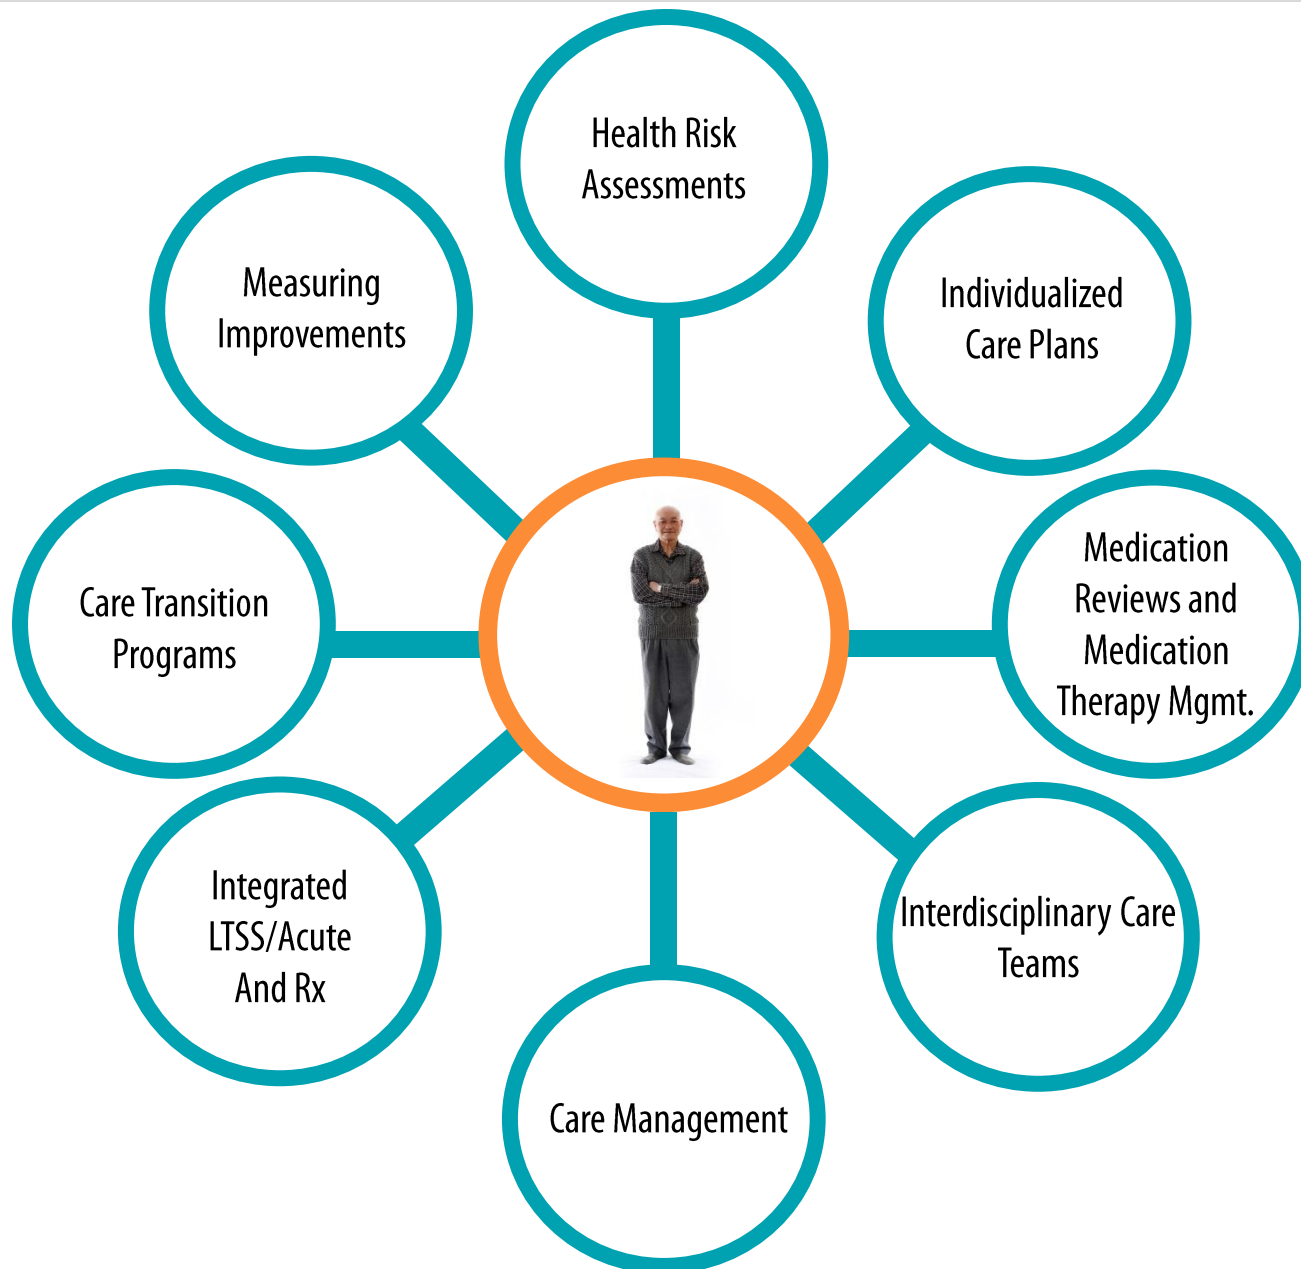 Health Risk
Assessments
Individualized
Care Plans
Medication
Reviews and
Medication
Therapy Mgmt.
Interdisciplinary Care
Teams
Care Management
Integrated
LTSS/Acute
And Rx
Care Transition
Programs
Measuring
Improvements